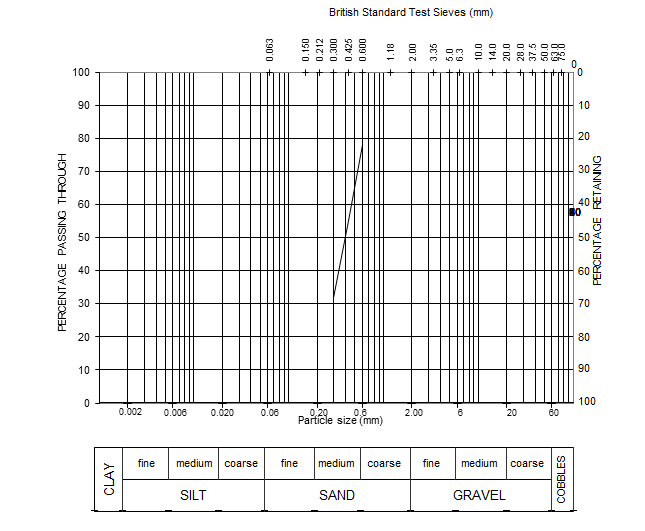 British Standard Test Sieves (mm)
0.063 0.150 0.212 0.300 0.425 0.600 1.18 2.00 3.35 5.0 6.3 10.0 14.0 20.0 28.0 37.5 50.0 63.0 75.0
100 0
90 10
80 20
70 30
60 40
50 50
40 60
30 70
20 80
10 90
0 100
PERCENTAGE PASSING THROUGH
PERCENTAGE RETAINING
0.002 0.006 0.020 0.06 0.20 0.6 2.00 6 20 60
Particle size (mm)
CLAY fine medium coarse fine medium coarse fine medium coarse COBBLES
SILT SAND GRAVEL